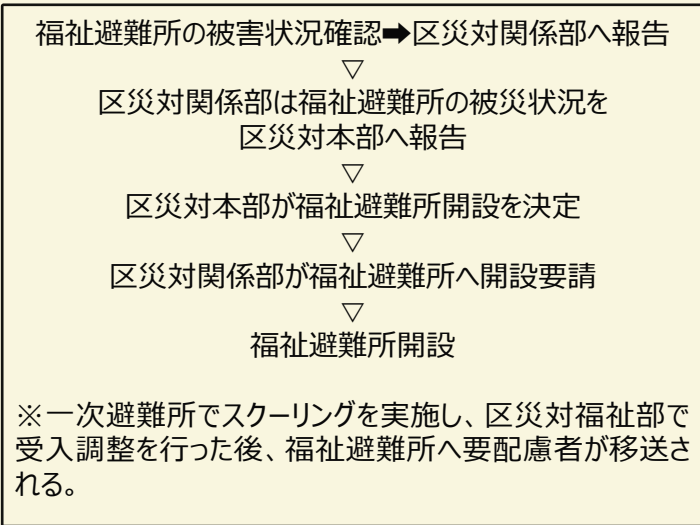 福祉避難所の被害状況確認➡区災対関係部へ報告
▽
区災対関係部は福祉避難所の被災状況を
区災対本部へ報告
▽
区災対本部が福祉避難所開設を決定
▽
区災対関係部が福祉避難所へ開設要請
▽
福祉避難所開設
※一次避難所でスクーリングを実施し、区災対福祉部で
受入調整を行った後、福祉避難所へ要配慮者が移送さ
れる。